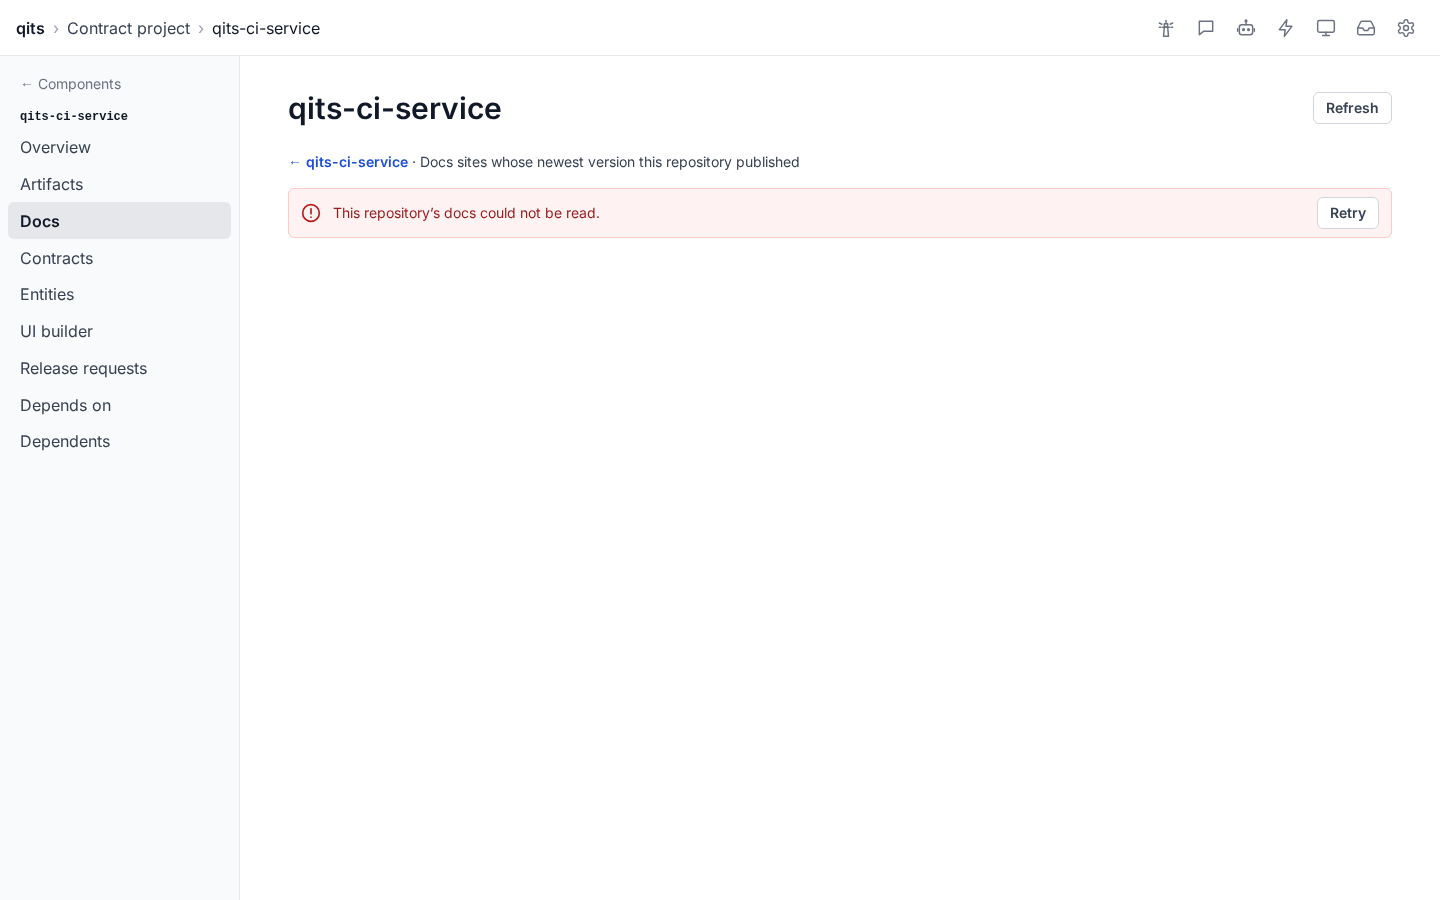 qits › Contract project › qits-ci-service
← Components
qits-ci-service
Overview
Artifacts
Docs
Contracts
Entities
UI builder
Release requests
Depends on
Dependents
qits-ci-service
Refresh
← qits-ci-service · Docs sites whose newest version this repository published
This repository’s docs could not be read.
Retry